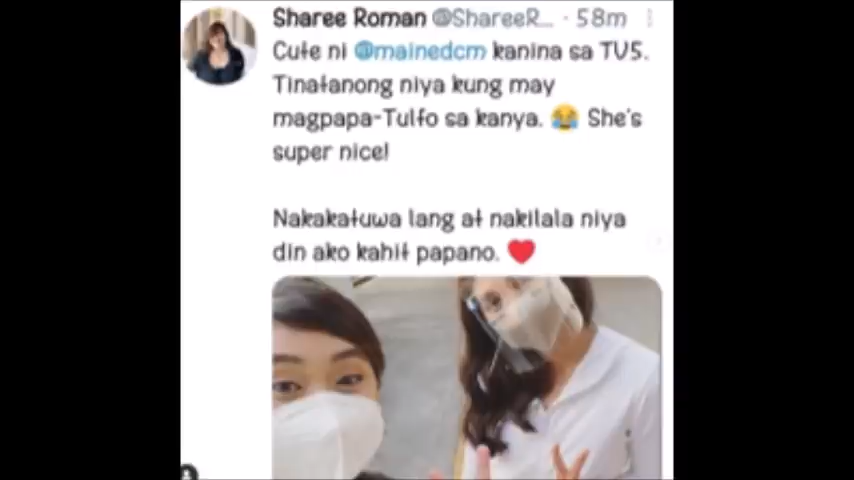 Sharee Roman @ShareeR... · 58m
Cute ni @mainedcm kanina sa TV5.
Tinatanong niya kung may
magpapa-Tulfo sa kanya. 😂 She's
super nice!
Nakakatuwa lang at nakilala niya
din ako kahit papano. ❤️